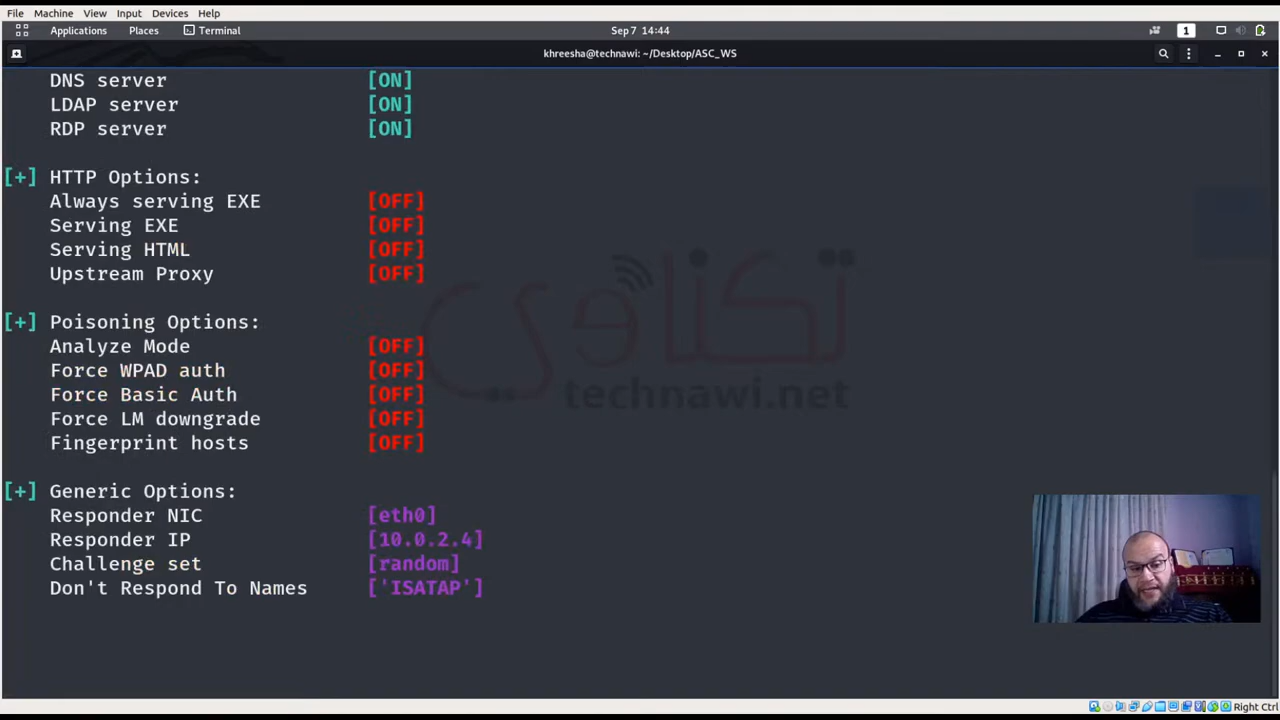 File Machine View Input Devices Help
Applications Places Terminal Sep 7 14:44 1
khreesha@technawi: ~/Desktop/ASC_WS
DNS server [ON]
LDAP server [ON]
RDP server [ON]
[+] HTTP Options:
Always serving EXE [OFF]
Serving EXE [OFF]
Serving HTML [OFF]
Upstream Proxy [OFF]
[+] Poisoning Options:
Analyze Mode [OFF]
Force WPAD auth [OFF]
Force Basic Auth [OFF]
Force LM downgrade [OFF]
Fingerprint hosts [OFF]
[+] Generic Options:
Responder NIC [eth0]
Responder IP [10.0.2.4]
Challenge set [random]
Don't Respond To Names ['ISATAP']
تكناوي
technawi.net
Right Ctrl